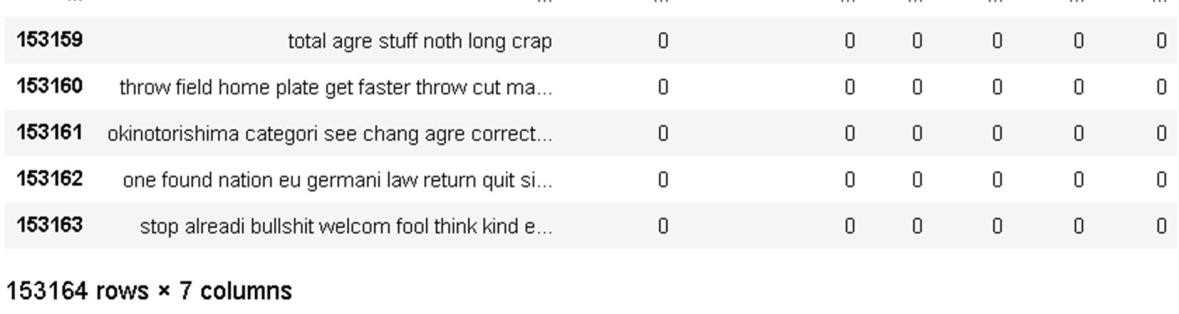 ... ... ... ... ... ... ...
153159 total agre stuff noth long crap 0 0 0 0 0 0
153160 throw field home plate get faster throw cut ma... 0 0 0 0 0 0
153161 okinotorishima categori see chang agre correct... 0 0 0 0 0 0
153162 one found nation eu germani law return quit si... 0 0 0 0 0 0
153163 stop alreadi bullshit welcom fool think kind e... 0 0 0 0 0 0
153164 rows × 7 columns